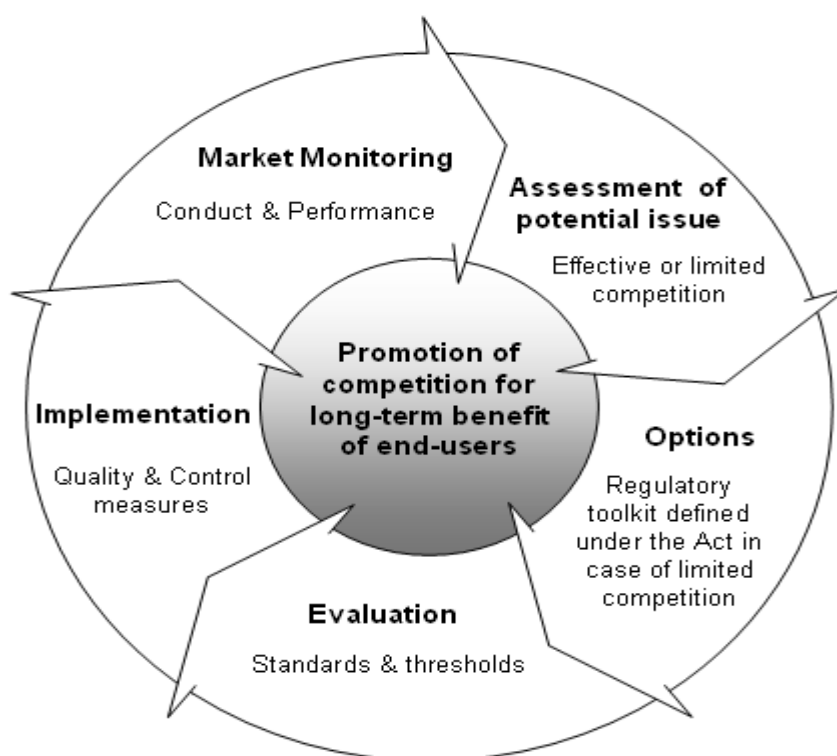 Market Monitoring
Conduct & Performance
Assessment of
potential issue
Effective or limited
competition
Options
Regulatory
toolkit defined
under the Act in
case of limited
competition
Evaluation
Standards & thresholds
Implementation
Quality & Control
measures
Promotion of
competition for
long-term benefit
of end-users